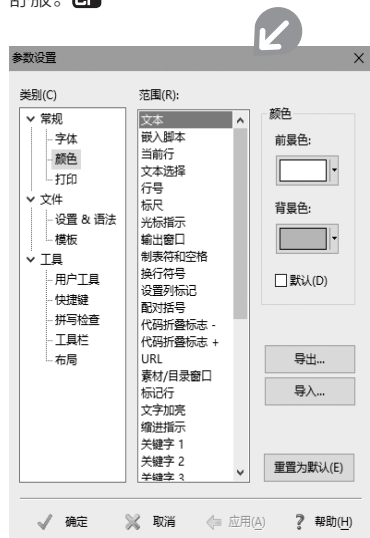 参数设置
类别(C)
常规
字体
颜色
打印
文件
设置 & 语法
模板
工具
用户工具
快捷键
拼写检查
工具栏
布局
范围(R):
文本
嵌入脚本
当前行
文本选择
行号
标尺
光标指示
输出窗口
制表符和空格
换行符号
设置列标记
配对括号
代码折叠标志 -
代码折叠标志 +
URL
素材/目录窗口
标记行
文字加亮
缩进指示
关键字 1
关键字 2
关键字 3
颜色
前景色:
背景色:
默认(D)
导出...
导入...
重置为默认(E)
确定
取消
应用(A)
帮助(H)